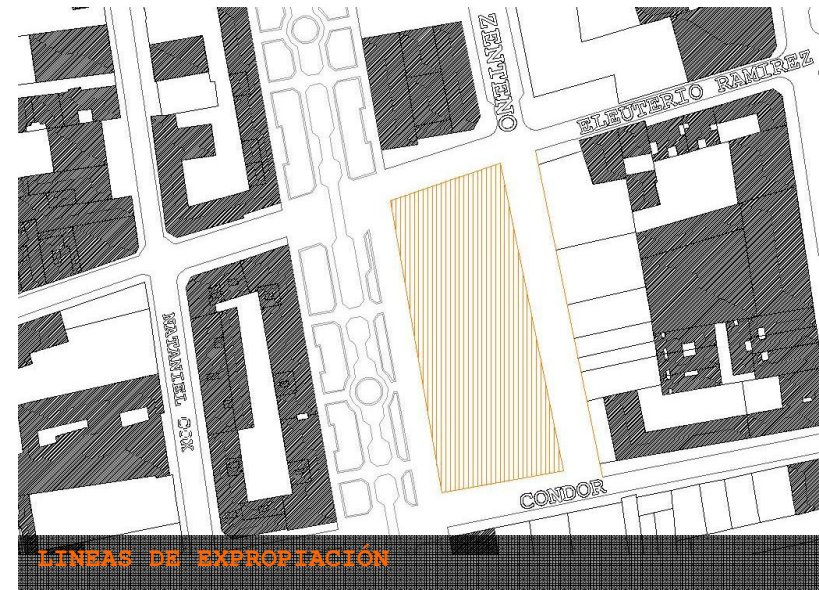 ZENTENO
ELEUTERIO RAMIREZ
NATANIEL COX
CONDOR
LINEAS DE EXPROPIACIÓN